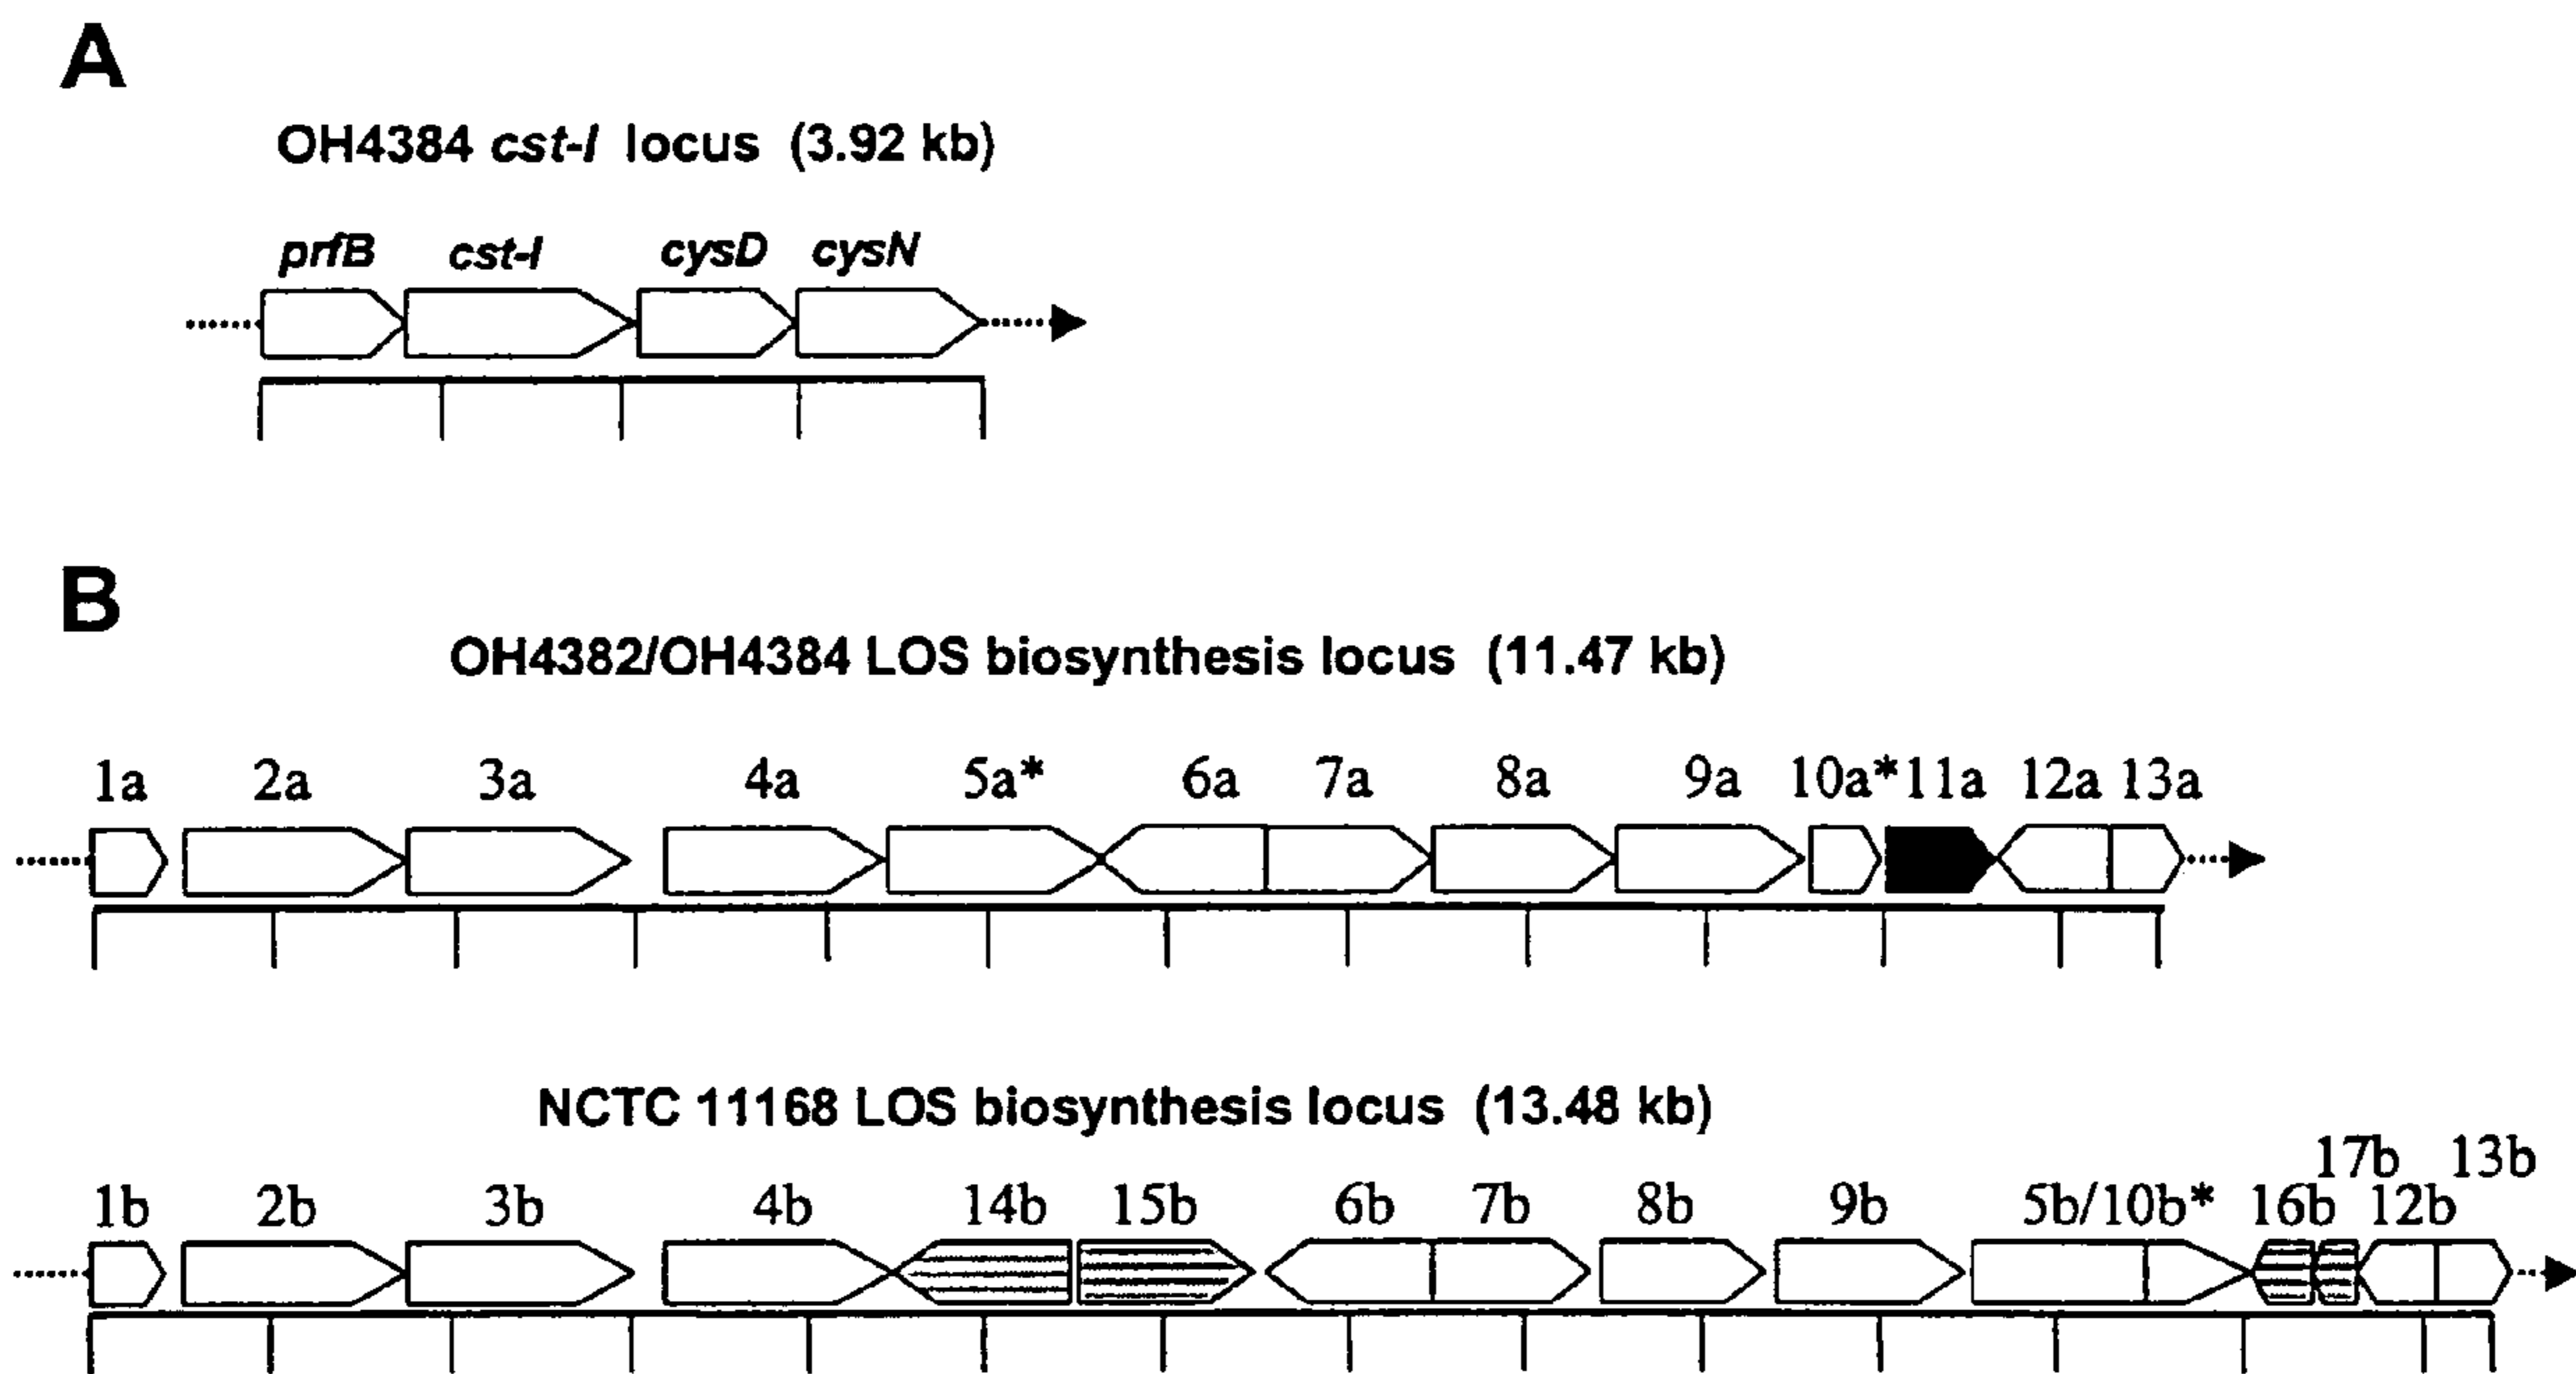 A
OH4384 cst-I locus (3.92 kb)
prfB cst-I cysD cysN
B
OH4382/OH4384 LOS biosynthesis locus (11.47 kb)
1a 2a 3a 4a 5a* 6a 7a 8a 9a 10a* 11a 12a 13a
NCTC 11168 LOS biosynthesis locus (13.48 kb)
17b 13b
1b 2b 3b 4b 14b 15b 6b 7b 8b 9b 5b/10b* 16b 12b